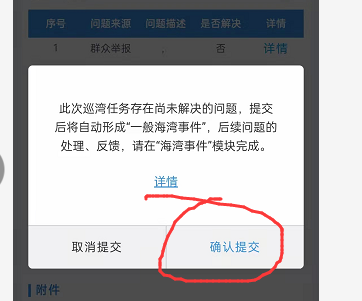 序号 问题来源 问题描述 是否解决 详情
1 群众举报 . 否 详情
此次巡湾任务存在尚未解决的问题，提交
后将自动形成“一般海湾事件”，后续问题的
处理、反馈，请在“海湾事件”模块完成。
详情
取消提交 确认提交
附件